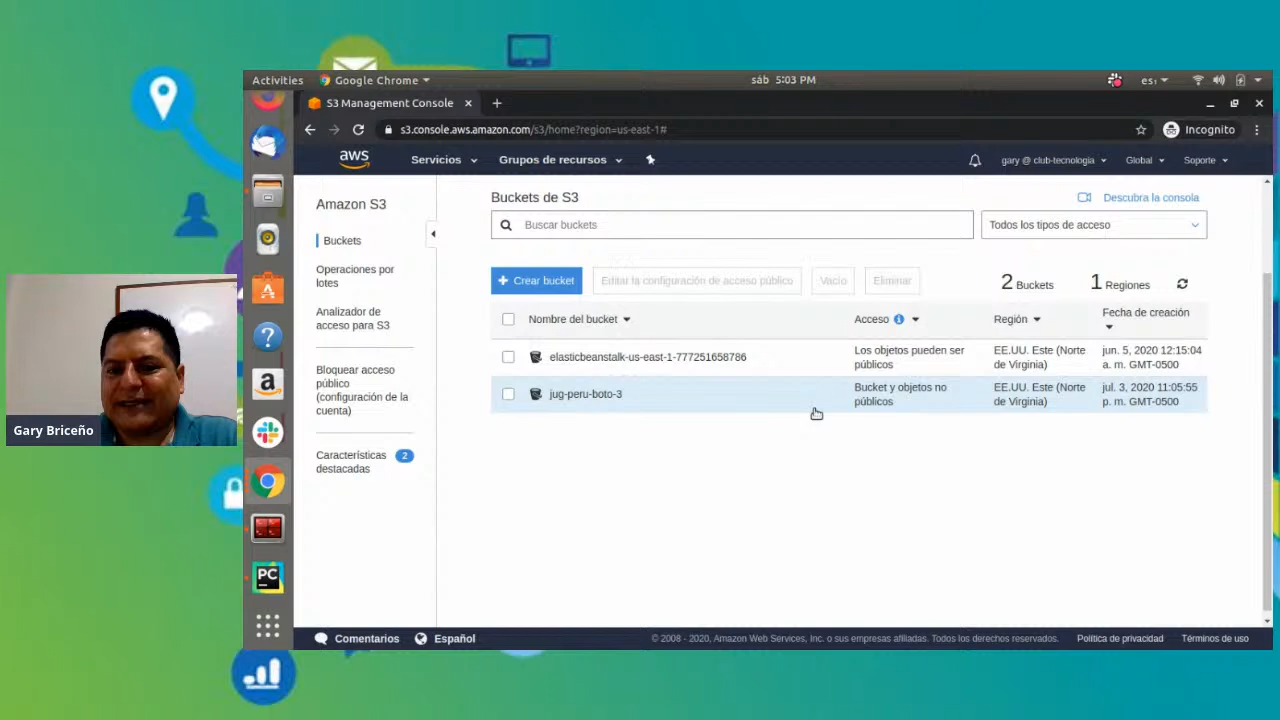 Activities
Google Chrome
sáb 5:03 PM
es₁
S3 Management Console
s3.console.aws.amazon.com/s3/home?region=us-east-1#
Incognito
aws
Servicios
Grupos de recursos
gary @ club-tecnologia
Global
Soporte
Amazon S3
Buckets
Operaciones por
lotes
Analizador de
acceso para S3
Bloquear acceso
público
(configuración de la
cuenta)
Características
destacadas
2
Buckets de S3
Descubra la consola
Buscar buckets
Todos los tipos de acceso
+ Crear bucket
Editar la configuración de acceso público
Vacío
Eliminar
2 Buckets
1 Regiones
Nombre del bucket
Acceso
Región
Fecha de creación
elasticbeanstalk-us-east-1-777251658786
Los objetos pueden ser
públicos
EE.UU. Este (Norte
de Virginia)
jun. 5, 2020 12:15:04
a. m. GMT-0500
jug-peru-boto-3
Bucket y objetos no
públicos
EE.UU. Este (Norte
de Virginia)
jul. 3, 2020 11:05:55
p. m. GMT-0500
Gary Briceño
PC
Comentarios
Español
© 2008 - 2020, Amazon Web Services, Inc. o sus empresas afiliadas. Todos los derechos reservados.
Política de privacidad
Términos de uso